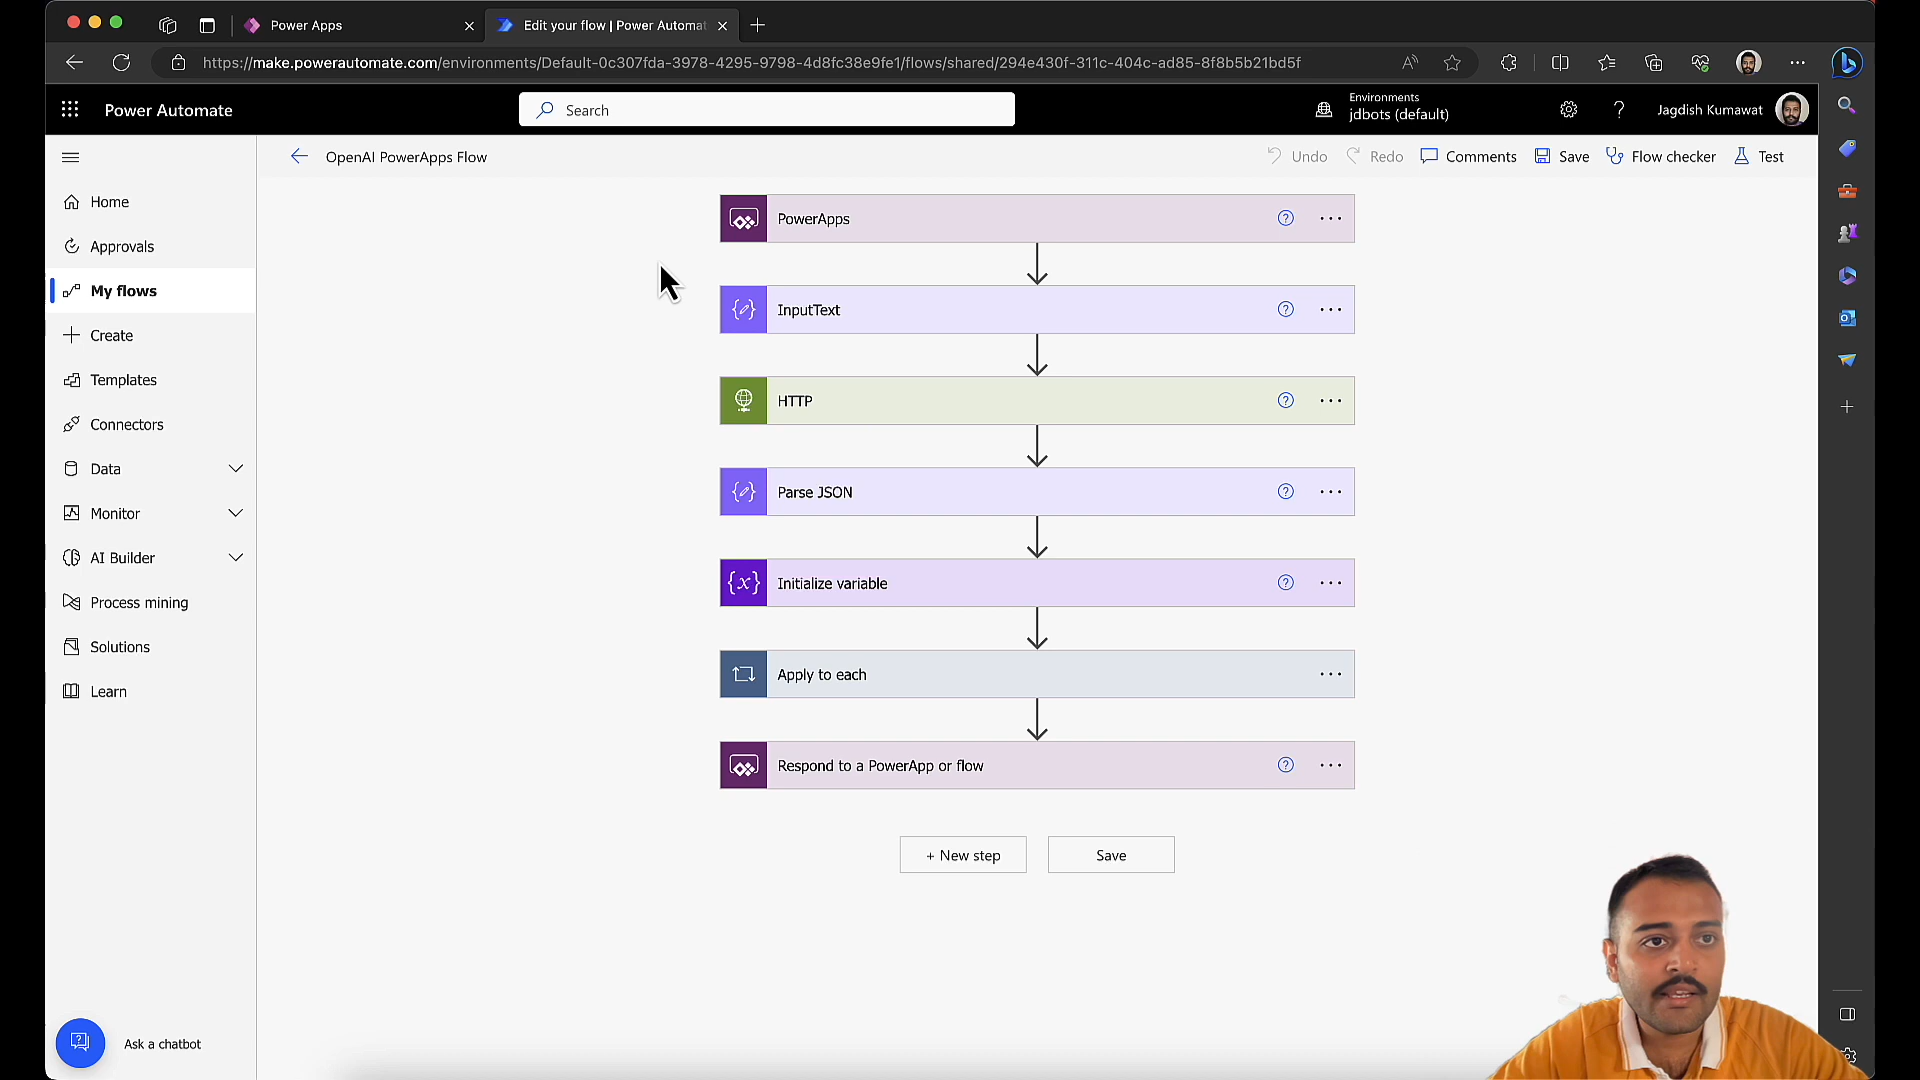 Power Apps
Edit your flow | Power Automat
https://make.powerautomate.com/environments/Default-0c307fda-3978-4295-9798-4d8fc38e9fe1/flows/shared/294e430f-311c-404c-ad85-8f8b5b21bd5f
Power Automate
Search
Environments
jdbots (default)
Jagdish Kumawat
OpenAI PowerApps Flow
Undo
Redo
Comments
Save
Flow checker
Test
Home
Approvals
My flows
Create
Templates
Connectors
Data
Monitor
AI Builder
Process mining
Solutions
Learn
Ask a chatbot
PowerApps
InputText
HTTP
Parse JSON
Initialize variable
Apply to each
Respond to a PowerApp or flow
+ New step
Save